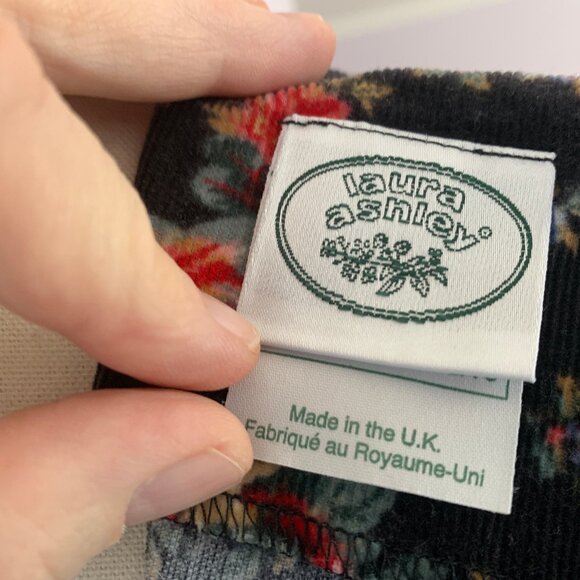 laura
ashley®
Made in the U.K.
Fabriqué au Royaume-Uni